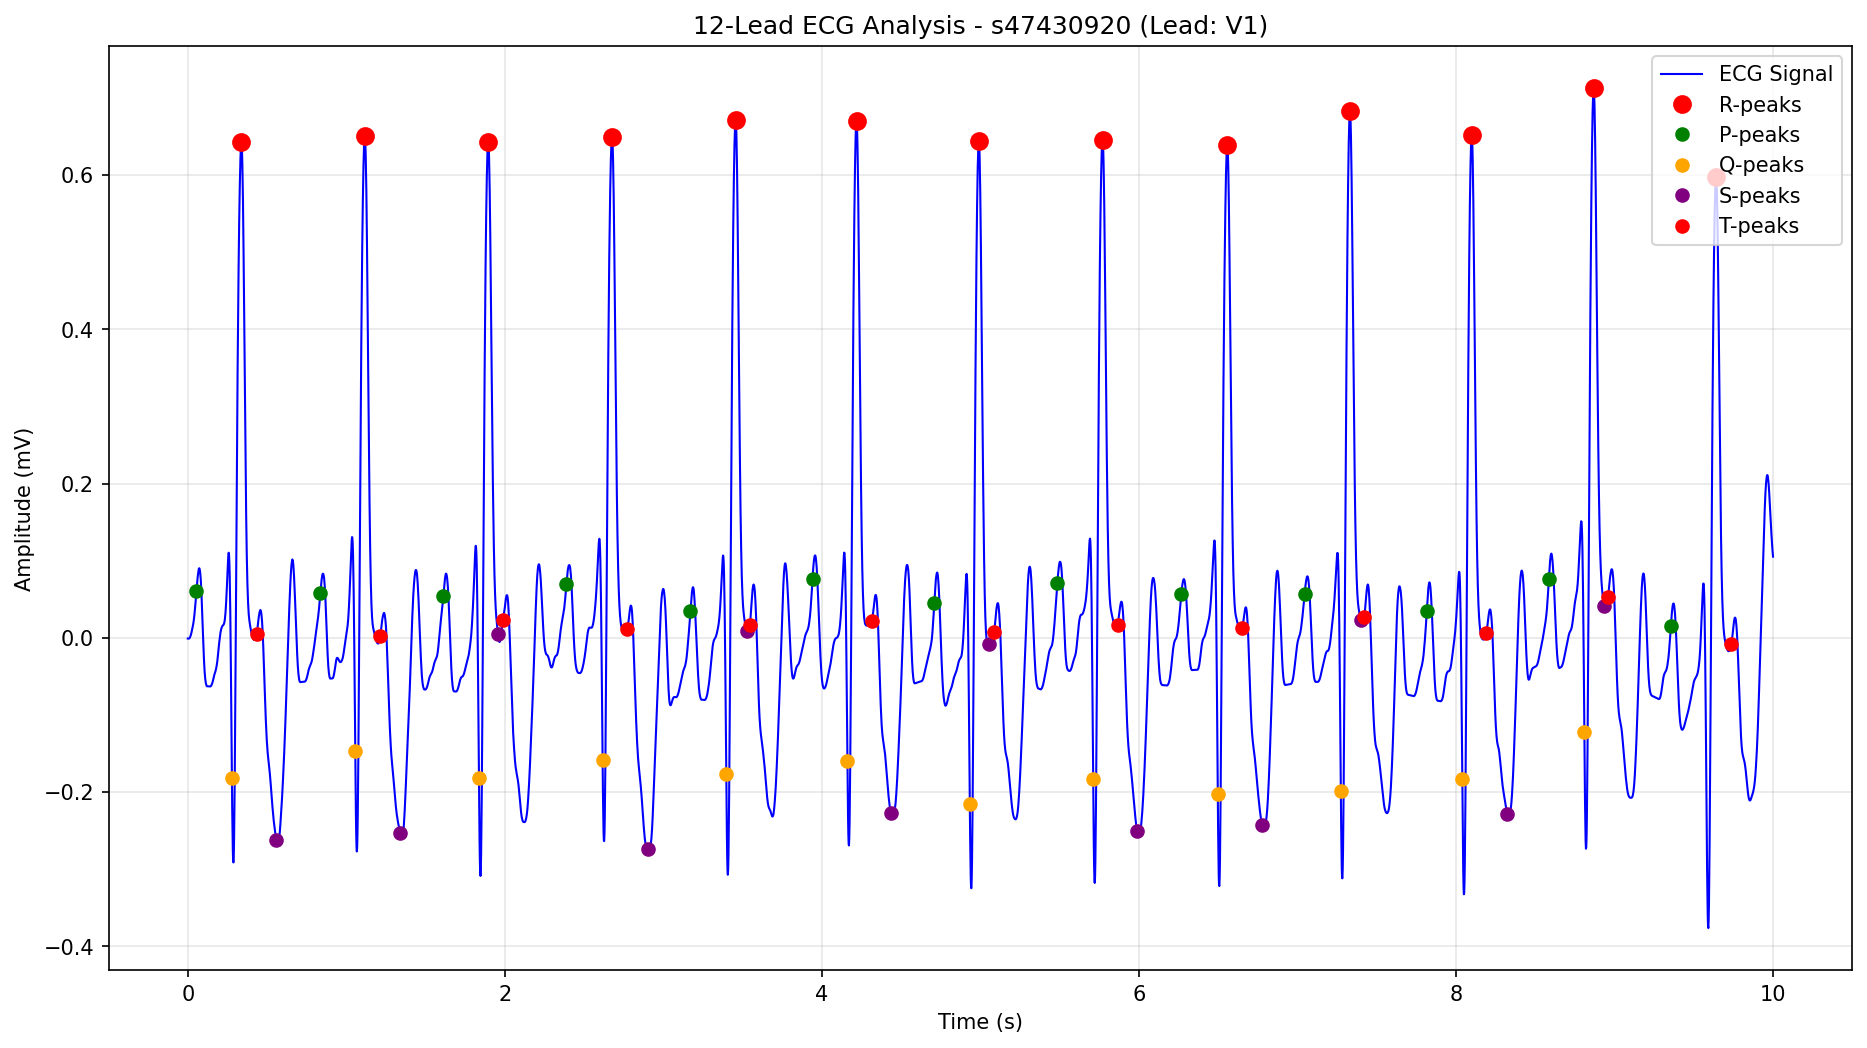 12-Lead ECG Analysis - s47430920 (Lead: V1)
ECG Signal
R-peaks
P-peaks
Q-peaks
S-peaks
T-peaks
Amplitude (mV)
0.6
0.4
0.2
0.0
−0.2
−0.4
0 2 4 6 8 10
Time (s)